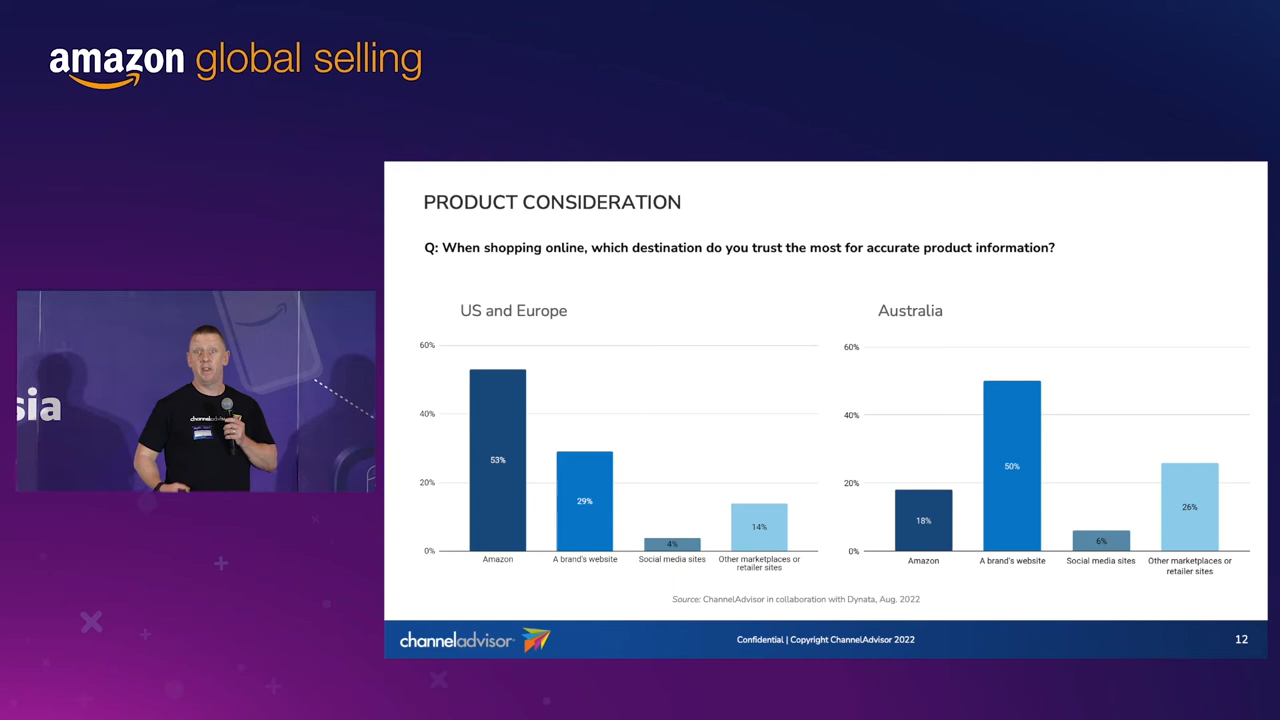 amazon global selling
PRODUCT CONSIDERATION
Q: When shopping online, which destination do you trust the most for accurate product information?
US and Europe
60%
40%
20%
0%
53%
29%
4%
14%
Amazon
A brand's website
Social media sites
Other marketplaces or
retailer sites
Australia
60%
40%
20%
0%
18%
50%
6%
26%
Amazon
A brand's website
Social media sites
Other marketplaces or
retailer sites
Source: ChannelAdvisor in collaboration with Dynata, Aug. 2022
channeladvisor
Confidential | Copyright ChannelAdvisor 2022
12
sia
channeladvisor